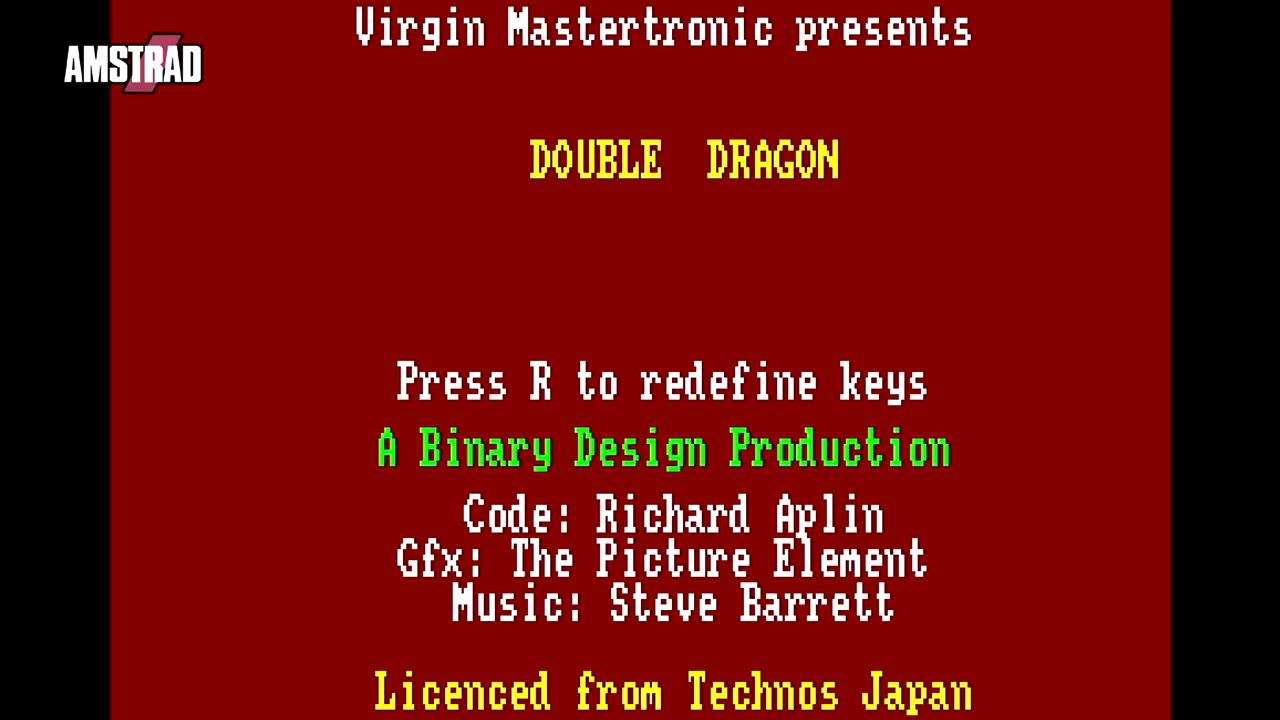 Virgin Mastertronic presents
AMSTRAD
DOUBLE DRAGON
Press R to redefine keys
A Binary Design Production
Code: Richard Aplin
Gfx: The Picture Element
Music: Steve Barrett
Licenced from Technos Japan